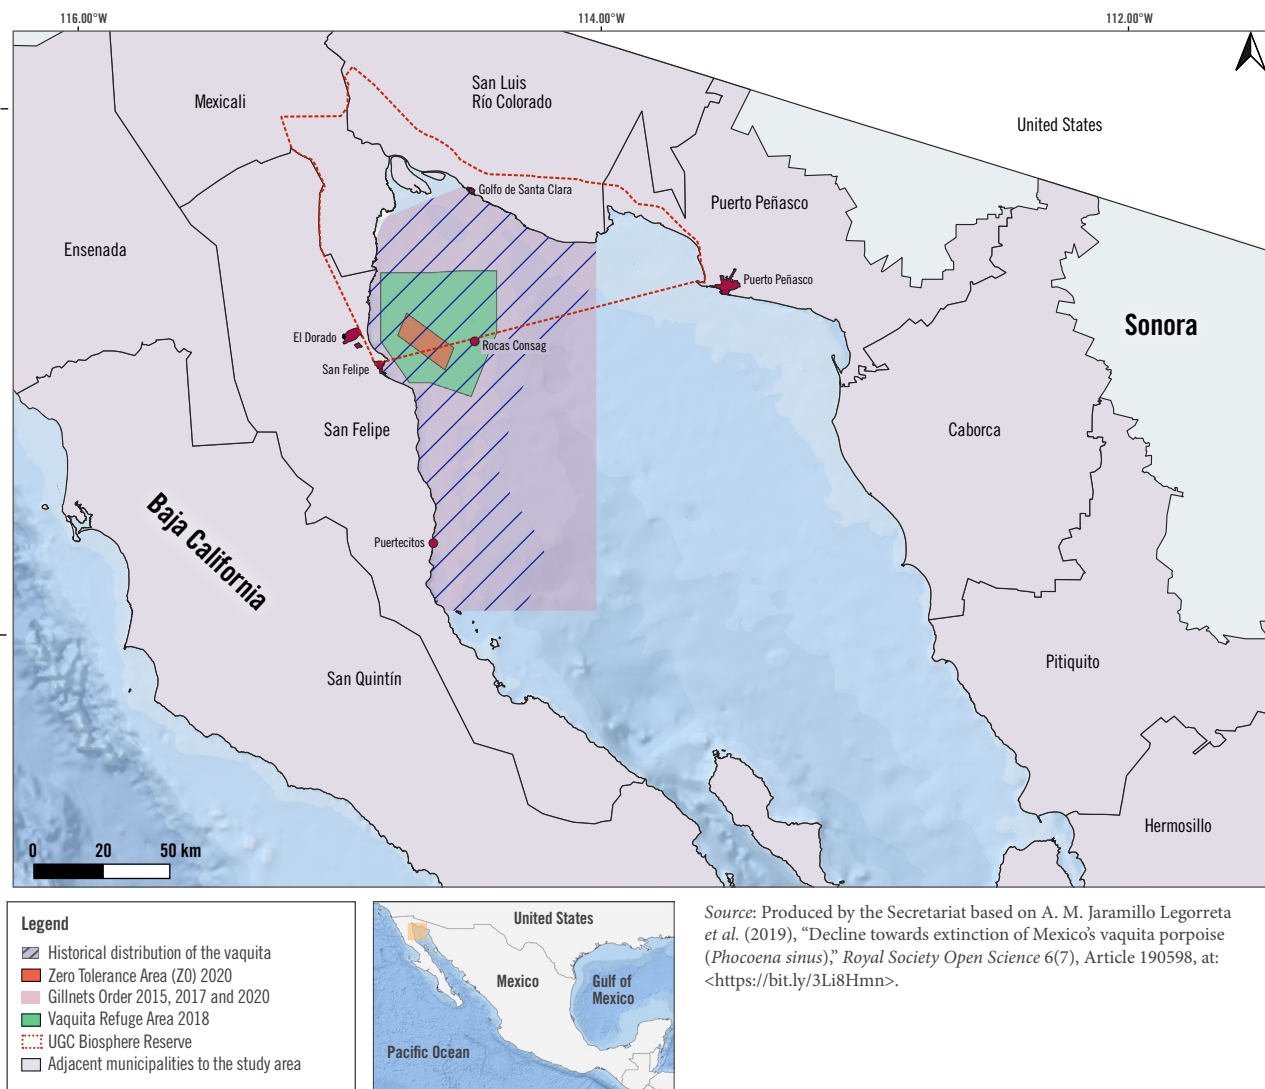 116.00°W
114.00°W
112.00°W
Mexicali
San Luis
Río Colorado
United States
Golfo de Santa Clara
Puerto Peñasco
Ensenada
Puerto Peñasco
Sonora
El Dorado
Rocas Consag
San Felipe
San Felipe
Caborca
Baja California
Puertecitos
Pitiquito
San Quintín
Hermosillo
0 20 50 km
Legend
Historical distribution of the vaquita
Zero Tolerance Area (Z0) 2020
Gillnets Order 2015, 2017 and 2020
Vaquita Refuge Area 2018
UGC Biosphere Reserve
Adjacent municipalities to the study area
United States
Mexico
Gulf of
Mexico
Pacific Ocean
Source: Produced by the Secretariat based on A. M. Jaramillo Legorreta
et al. (2019), “Decline towards extinction of Mexico’s vaquita porpoise
(Phocoena sinus),” Royal Society Open Science 6(7), Article 190598, at:
<https://bit.ly/3Li8Hmn>.